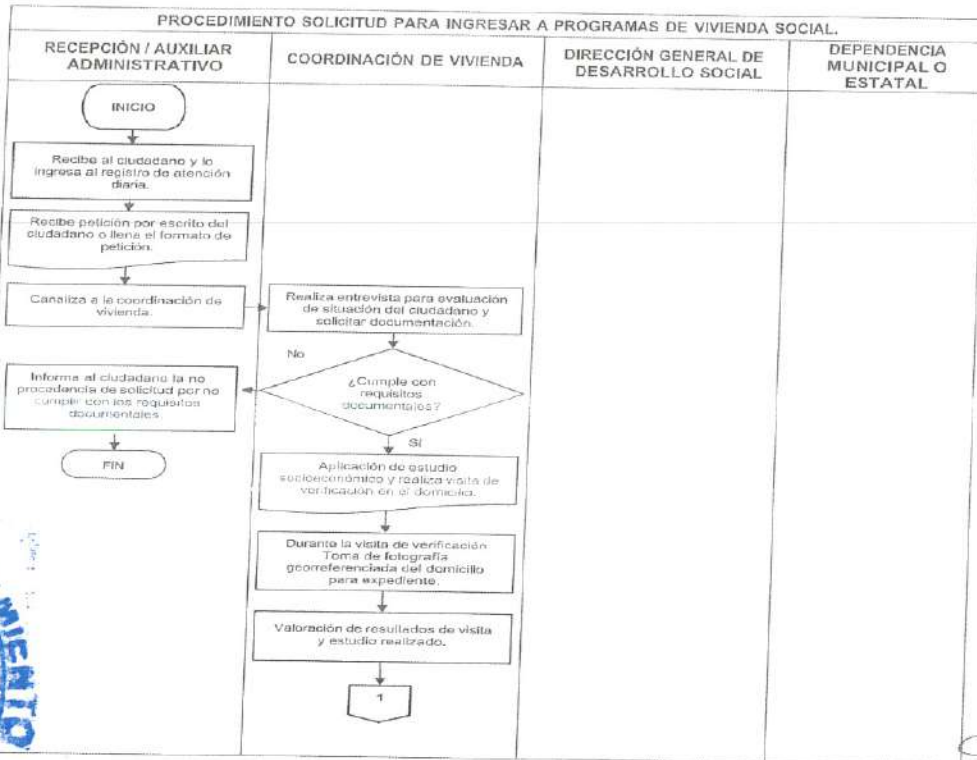 PROCEDIMIENTO SOLICITUD PARA INGRESAR A PROGRAMAS DE VIVIENDA SOCIAL.
RECEPCIÓN / AUXILIAR
ADMINISTRATIVO
COORDINACIÓN DE VIVIENDA
DIRECCIÓN GENERAL DE
DESARROLLO SOCIAL
DEPENDENCIA
MUNICIPAL O
ESTATAL
INICIO
Recibe al ciudadano y lo
ingresa al registro de atención
diaria.
Recibe petición por escrito del
ciudadano o llena el formato de
petición.
Canaliza a la coordinación de
vivienda.
Realiza entrevista para evaluación
de situación del ciudadano y
solicitar documentación.
No
¿Cumple con
requisitos
documentales?
Informa al ciudadano la no
procedencia de solicitud por no
cumplir con los requisitos
documentales.
FIN
Sí
Aplicación de estudio
socioeconómico y realiza visita de
verificación en el domicilio.
Durante la visita de verificación
Toma de fotografía
georreferenciada del domicilio
para expediente.
Valoración de resultados de visita
y estudio realizado.
1
MIENTO